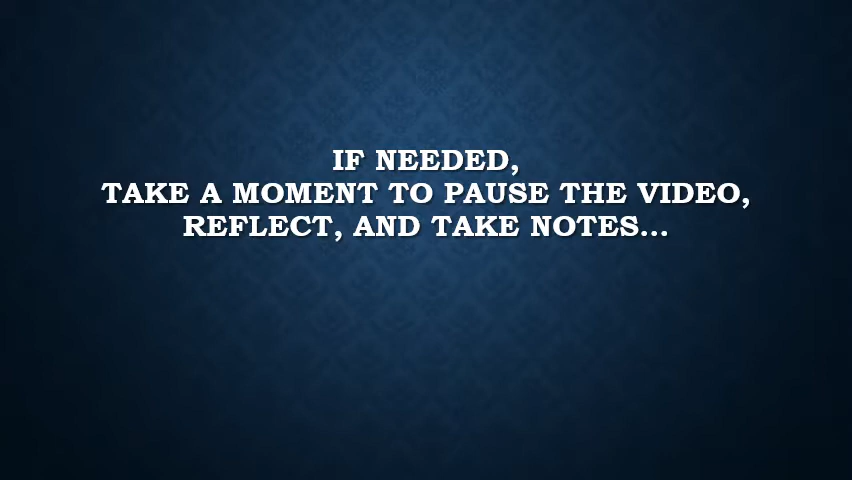 IF NEEDED,
TAKE A MOMENT TO PAUSE THE VIDEO,
REFLECT, AND TAKE NOTES...